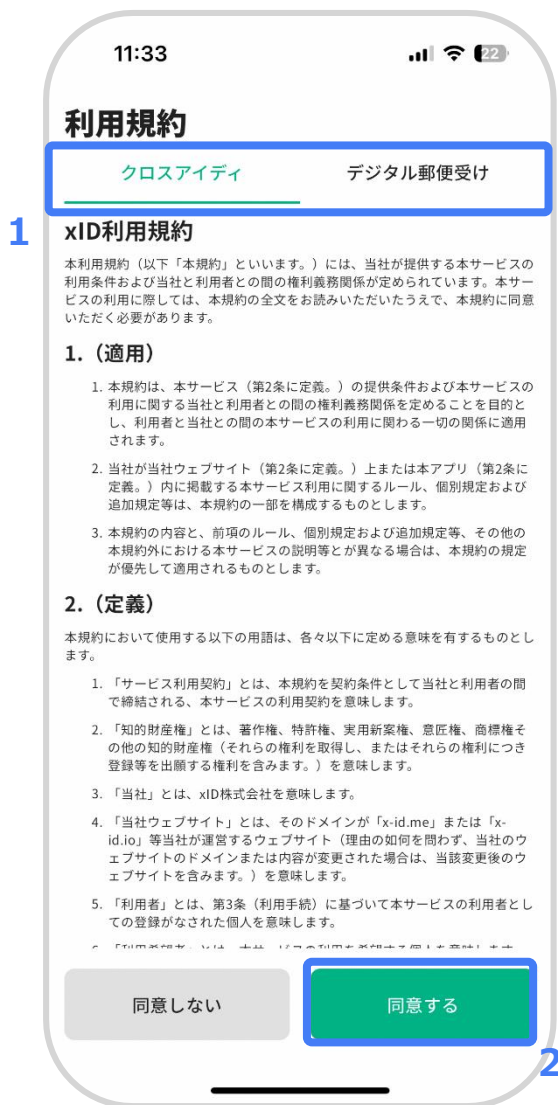 11:33
22
利用規約
クロスアイディ デジタル郵便受け
1
xID利用規約
本利用規約（以下「本規約」といいます。）には、当社が提供する本サービスの
利用条件および当社と利用者との間の権利義務関係が定められています。本サー
ビスの利用に際しては、本規約の全文をお読みいただいたうえで、本規約に同意
いただく必要があります。
1.（適用）
1. 本規約は、本サービス（第2条に定義。）の提供条件および本サービスの
利用に関する当社と利用者との間の権利義務関係を定めることを目的と
し、利用者と当社との間の本サービスの利用に関わる一切の関係に適用
されます。
2. 当社が当社ウェブサイト（第2条に定義。）上または本アプリ（第2条に
定義。）内に掲載する本サービス利用に関するルール、個別規定および
追加規定等は、本規約の一部を構成するものとします。
3. 本規約の内容と、前項のルール、個別規定および追加規定等、その他の
本規約外における本サービスの説明等とが異なる場合は、本規約の規定
が優先して適用されるものとします。
2.（定義）
本規約において使用する以下の用語は、各々以下に定める意味を有するものとし
ます。
1. 「サービス利用契約」とは、本規約を契約条件として当社と利用者の間
で締結される、本サービスの利用契約を意味します。
2. 「知的財産権」とは、著作権、特許権、実用新案権、意匠権、商標権そ
の他の知的財産権（それらの権利を取得し、またはそれらの権利につき
登録等を出願する権利を含みます。）を意味します。
3. 「当社」とは、xID株式会社を意味します。
4. 「当社ウェブサイト」とは、そのドメインが「x-id.me」または「x-
id.io」等当社が運営するウェブサイト（理由の如何を問わず、当社のウ
ェブサイトのドメインまたは内容が変更された場合は、当該変更後のウ
ェブサイトを含みます。）を意味します。
5. 「利用者」とは、第3条（利用手続）に基づいて本サービスの利用者とし
ての登録がなされた個人を意味します。
6. 「利用希望者」とは、本サービスの利用を希望する個人を意味します。
同意しない 同意する
2